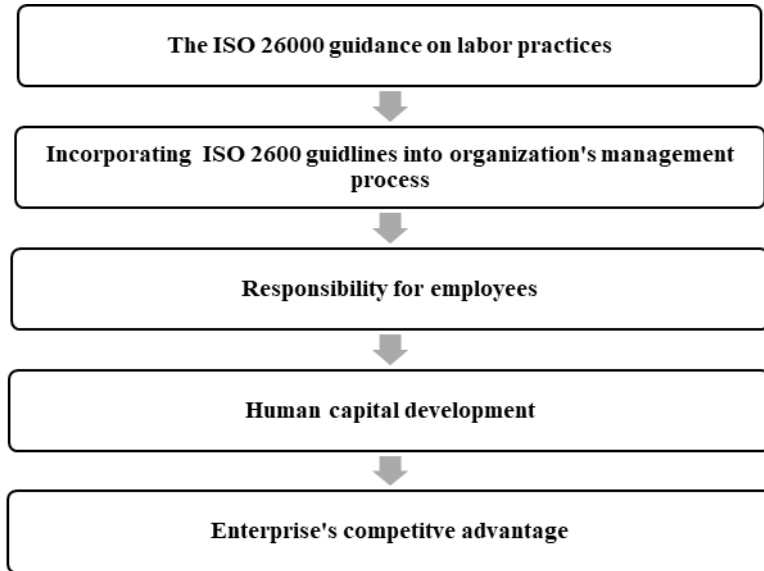 The ISO 26000 guidance on labor practices
Incorporating ISO 2600 guidlines into organization's management
process
Responsibility for employees
Human capital development
Enterprise's competitve advantage